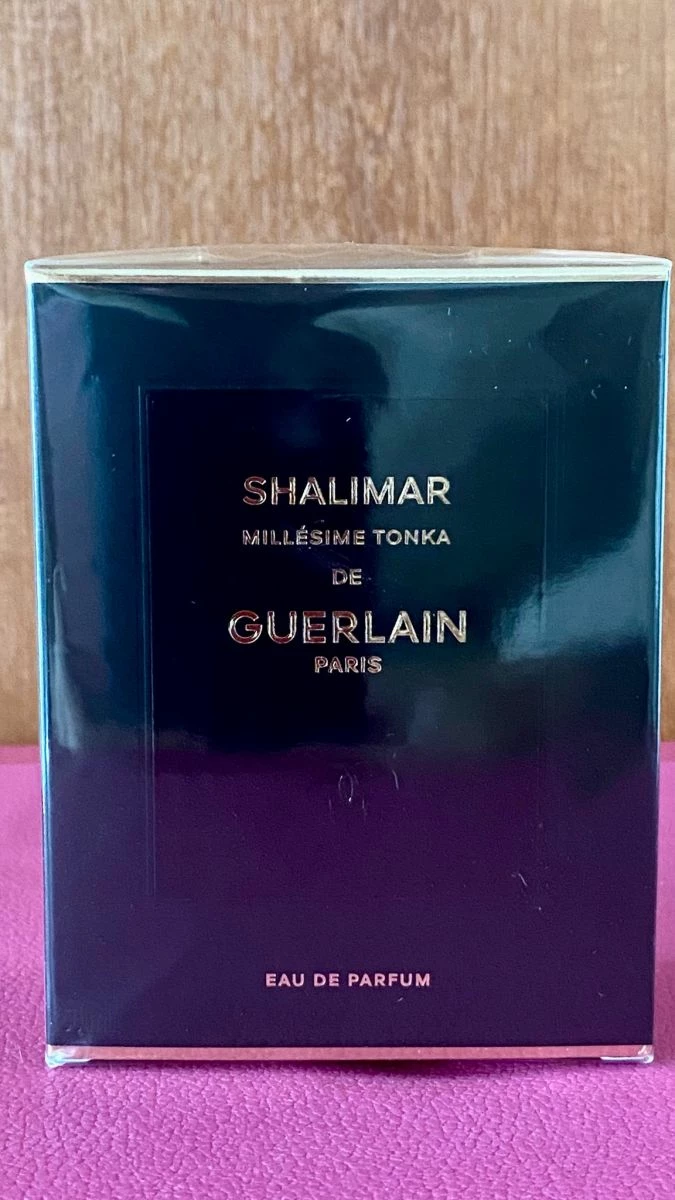 SHALIMAR
MILLÉSIME TONKA
DE
GUERLAIN
PARIS
EAU DE PARFUM